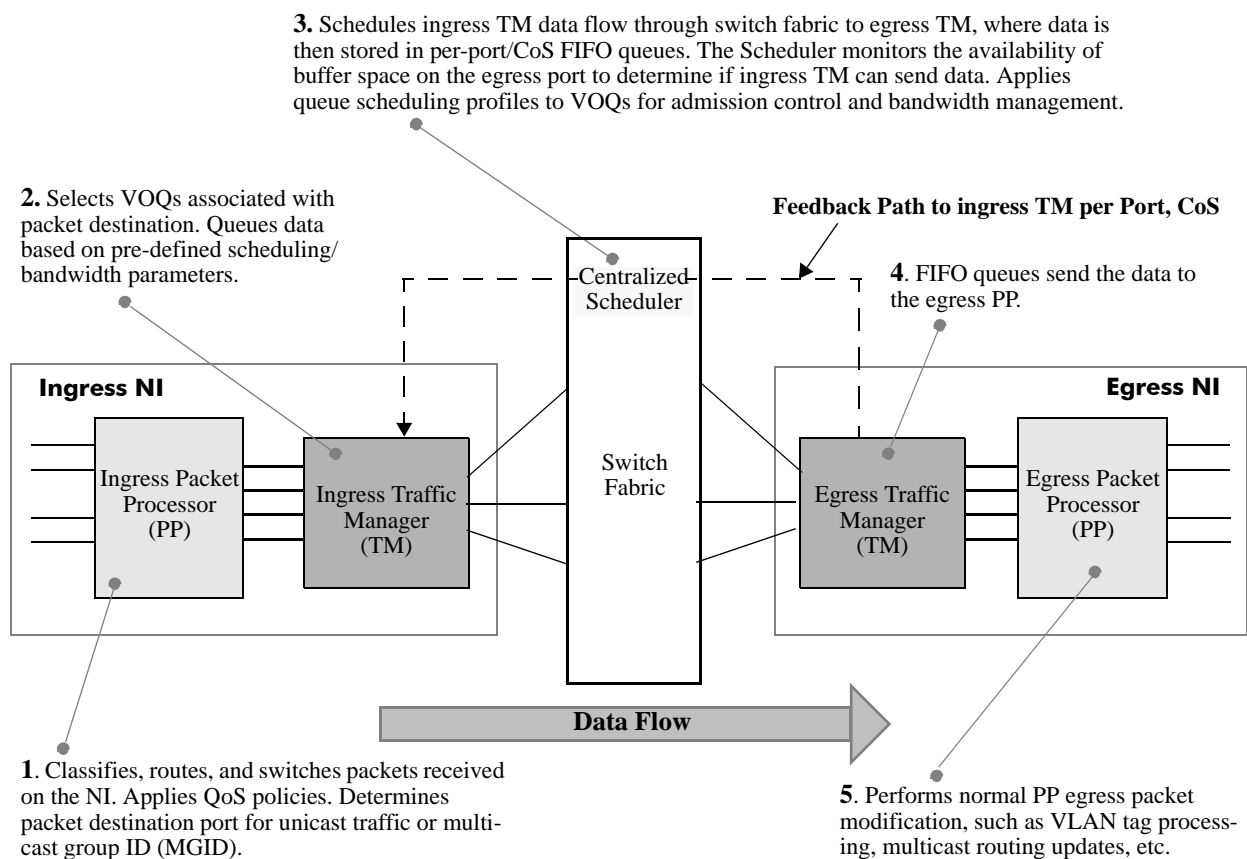 3. Schedules ingress TM data flow through switch fabric to egress TM, where data is
then stored in per-port/CoS FIFO queues. The Scheduler monitors the availability of
buffer space on the egress port to determine if ingress TM can send data. Applies
queue scheduling profiles to VOQs for admission control and bandwidth management.
2. Selects VOQs associated with
packet destination. Queues data
based on pre-defined scheduling/
bandwidth parameters.
Feedback Path to ingress TM per Port, CoS
Centralized
Scheduler
4. FIFO queues send the data to
the egress PP.
Ingress NI
Egress NI
Ingress Packet
Processor
(PP)
Ingress Traffic
Manager
(TM)
Switch
Fabric
Egress Traffic
Manager
(TM)
Egress Packet
Processor
(PP)
Data Flow
1. Classifies, routes, and switches packets received
on the NI. Applies QoS policies. Determines
packet destination port for unicast traffic or multi-
cast group ID (MGID).
5. Performs normal PP egress packet
modification, such as VLAN tag process-
ing, multicast routing updates, etc.